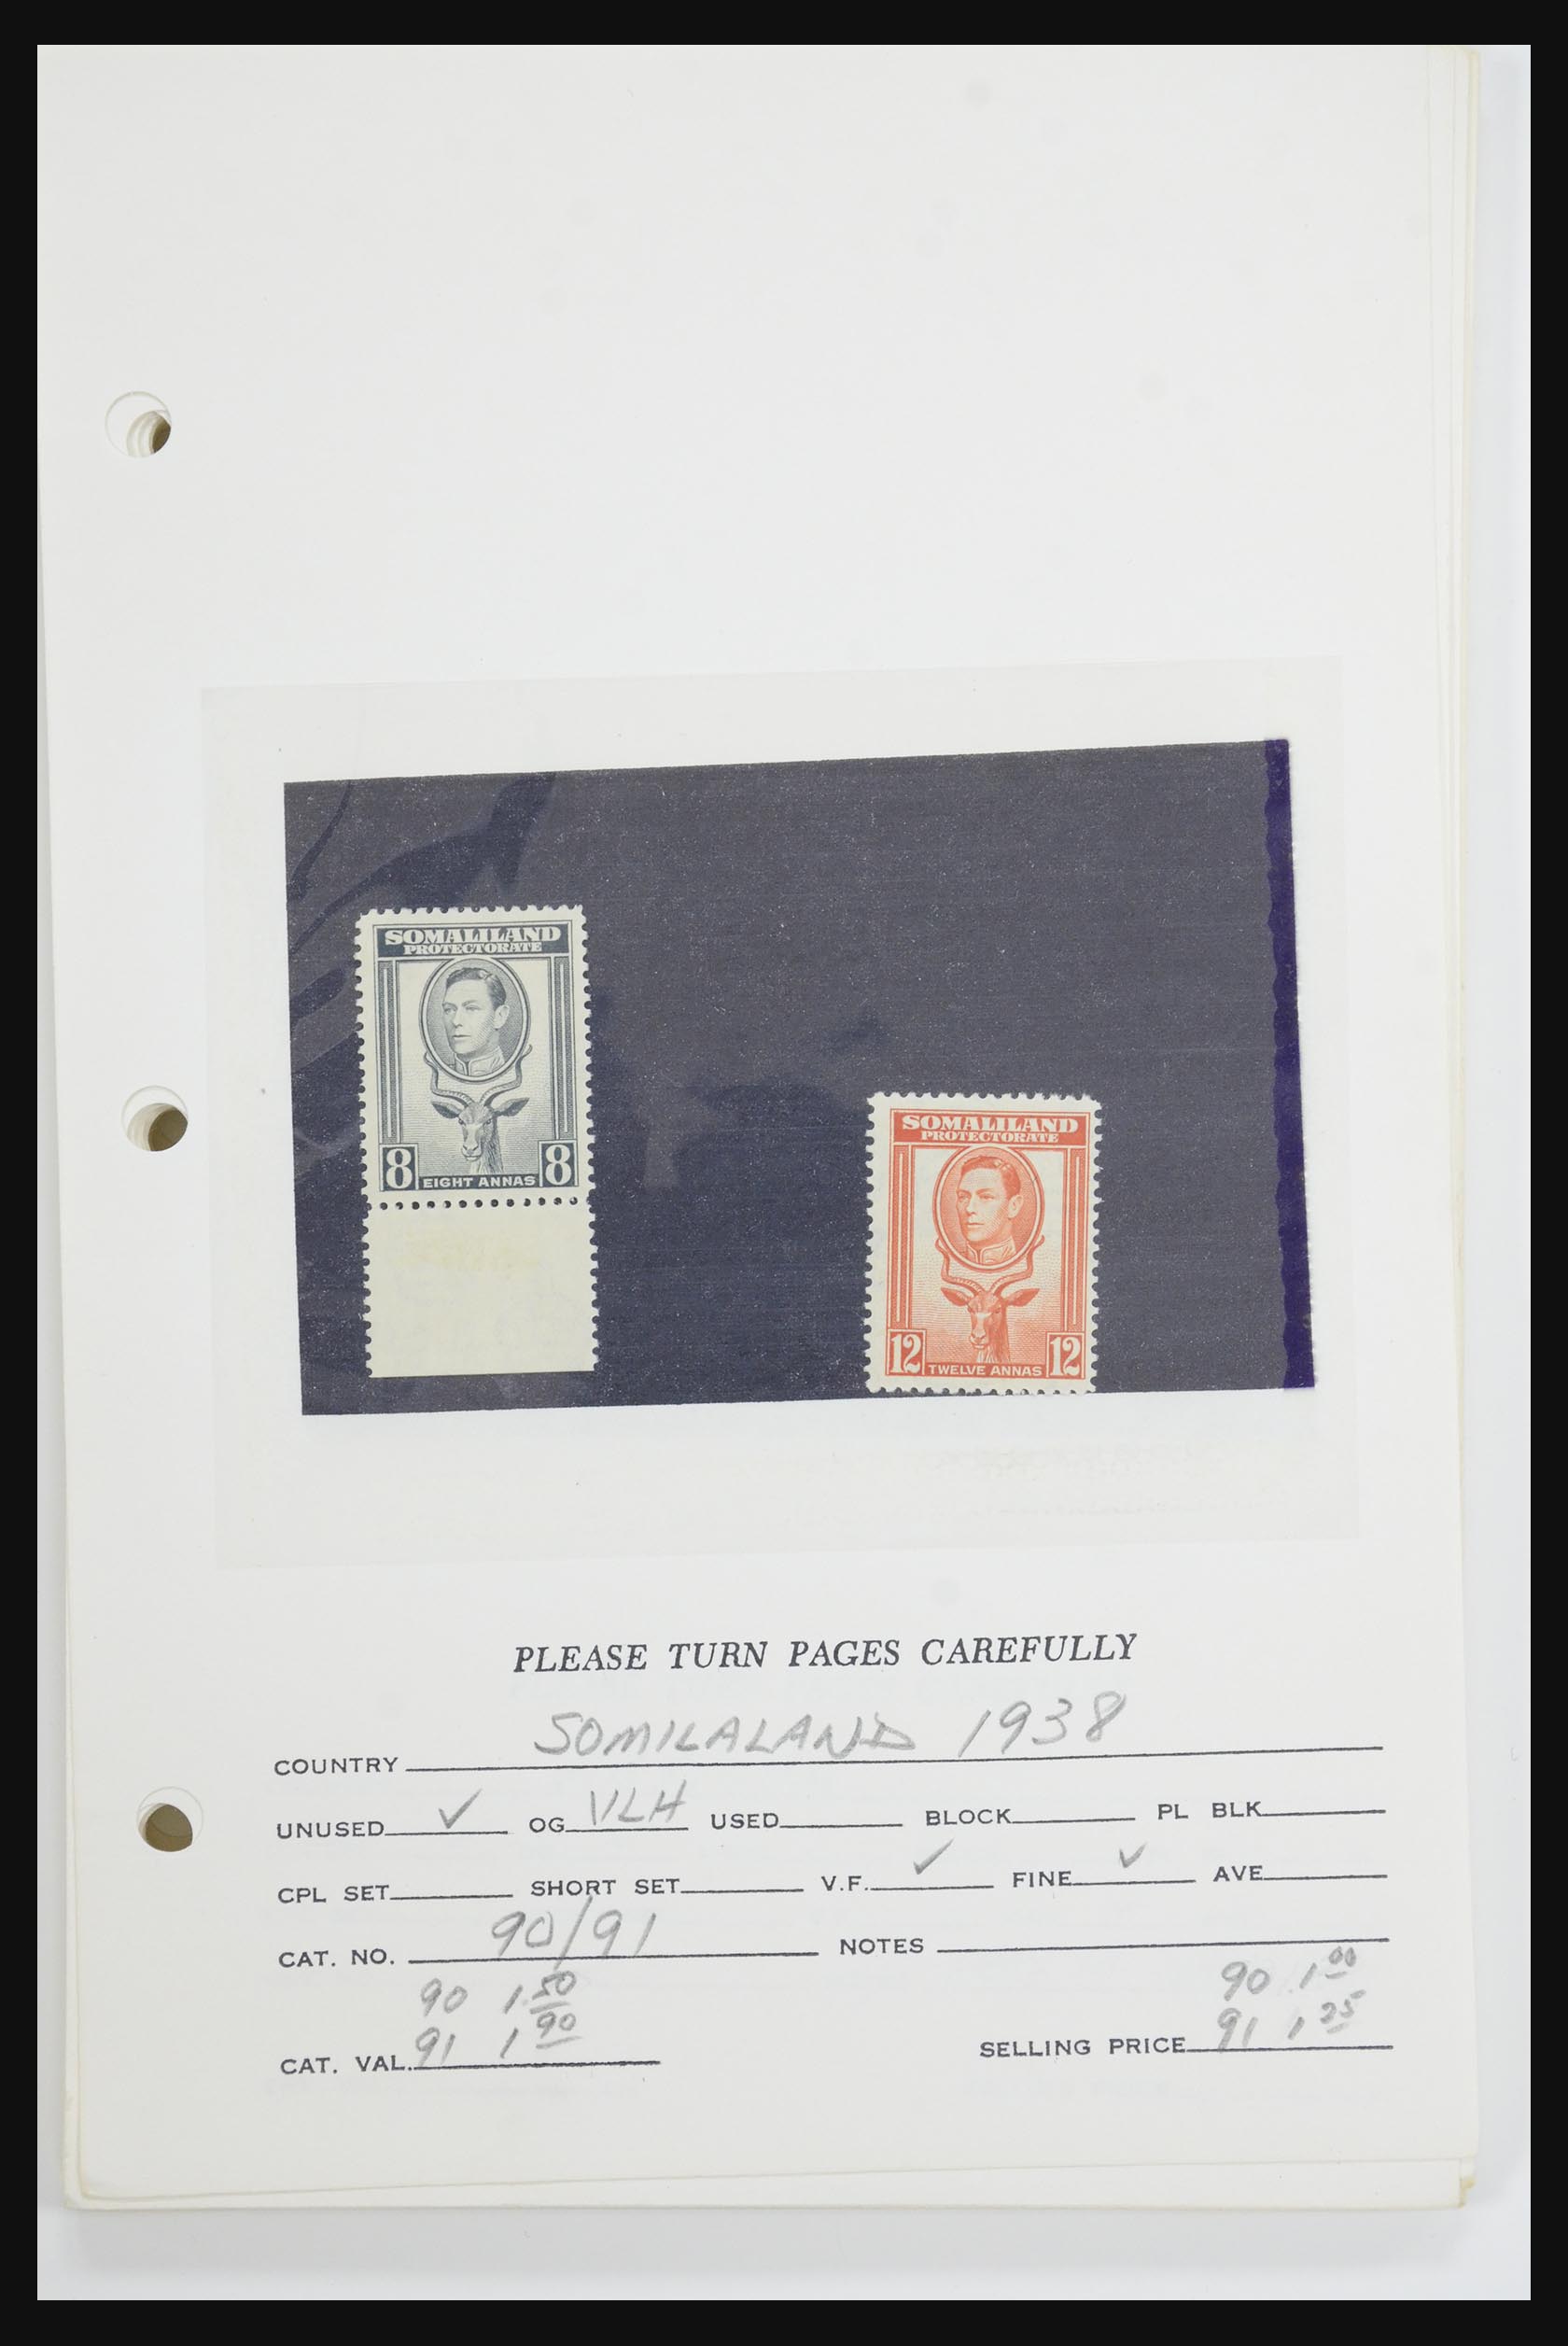 SOMALILAND
PROTECTORATE
8 EIGHT ANNAS 8
SOMALILAND
PROTECTORATE
12 TWELVE ANNAS 12
PLEASE TURN PAGES CAREFULLY
COUNTRY SOMILALAND 1938
UNUSED ✓ OG VLH USED BLOCK PL BLK
CPL SET SHORT SET V.F. ✓ FINE ✓ AVE
CAT. NO. 90/91 NOTES
90 1.50 90 1.00
CAT. VAL. 91 1 90 SELLING PRICE 91 1 25